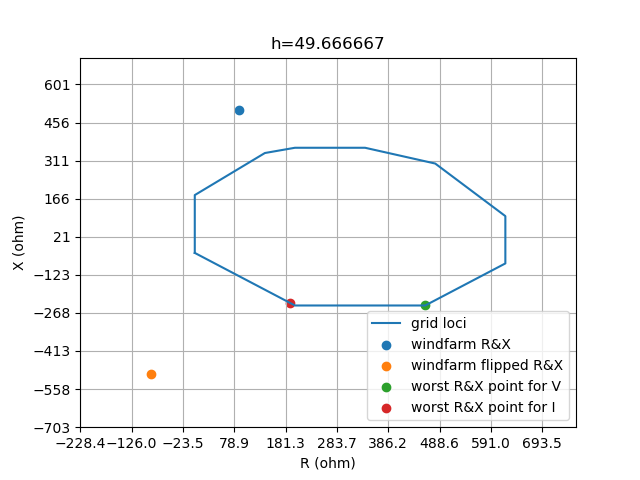 h=49.666667
601
456
311
166
21
−123
−268
−413
−558
−703
X (ohm)
grid loci
windfarm R&X
windfarm flipped R&X
worst R&X point for V
worst R&X point for I
−228.4 −126.0 −23.5 78.9 181.3 283.7 386.2 488.6 591.0 693.5
R (ohm)